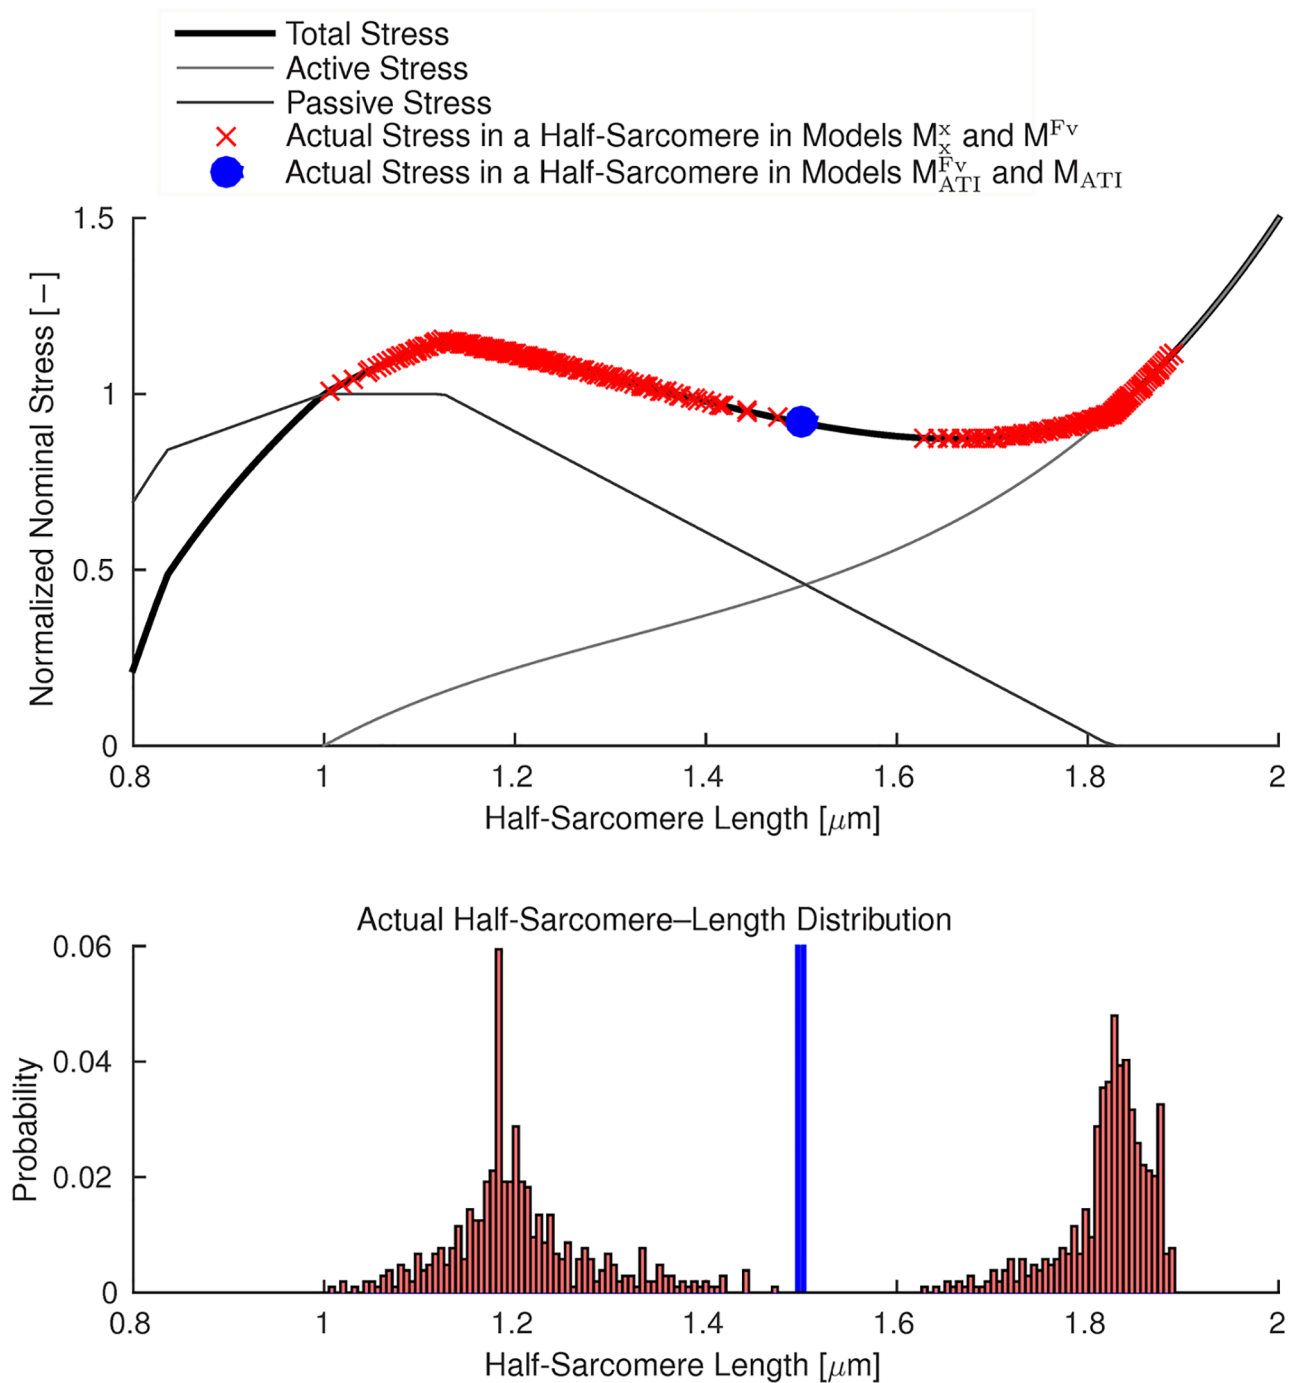 Total Stress
Active Stress
Passive Stress
Actual Stress in a Half-Sarcomere in Models M^x_x and M^Fv
Actual Stress in a Half-Sarcomere in Models M^Fv_ATI and M_ATI
1.5
1
0.5
0
Normalized Nominal Stress [−]
0.8 1 1.2 1.4 1.6 1.8 2
Half-Sarcomere Length [μm]
Actual Half-Sarcomere–Length Distribution
0.06
0.04
0.02
0
Probability
0.8 1 1.2 1.4 1.6 1.8 2
Half-Sarcomere Length [μm]